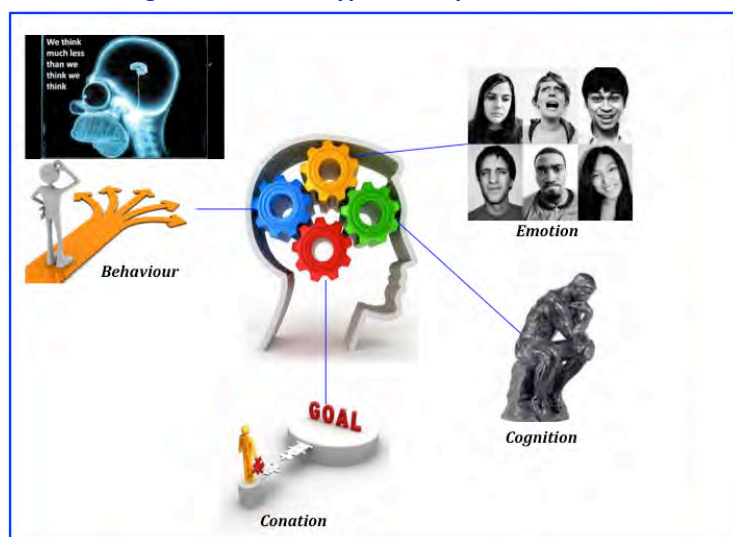 We think
much less
than we
think we
think
Emotion
Behaviour
GOAL
Cognition
Conation